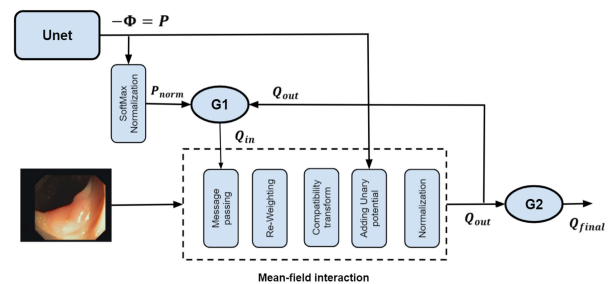 −Φ = P
Unet
SoftMax
Normalization
P_norm
G1
Q_out
Q_in
Message
passing
Re-Weighting
Compatibility
transform
Adding Unary
potential
Normalization
Q_out
G2
Q_final
Mean-field interaction